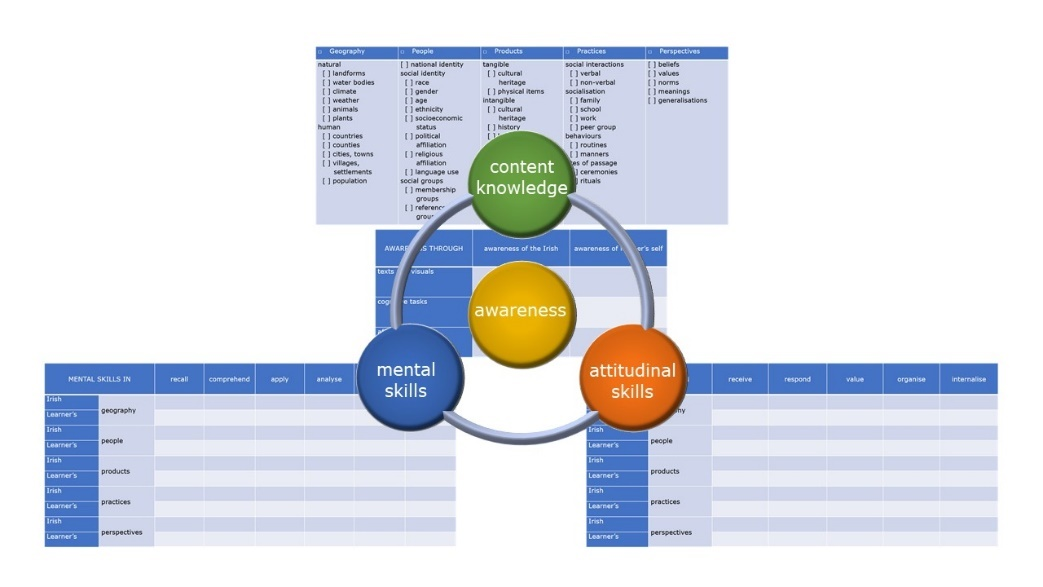 Geography
People
Products
Practices
Perspectives
natural
[ ] landforms
[ ] water bodies
[ ] climate
[ ] weather
[ ] animals
[ ] plants
human
[ ] countries
[ ] counties
[ ] cities, towns
[ ] villages,
settlements
[ ] population
[ ] national identity
social identity
[ ] race
[ ] gender
[ ] age
[ ] ethnicity
[ ] socioeconomic
status
[ ] political
affiliation
[ ] religious
affiliation
[ ] language use
social groups
[ ] membership
groups
tangible
[ ] cultural
heritage
[ ] physical items
intangible
[ ] cultural
heritage
[ ] history
social interactions
[ ] verbal
[ ] non-verbal
socialisation
[ ] family
[ ] school
[ ] work
[ ] peer group
behaviours
[ ] routines
[ ] manners
of passage
ceremonies
rituals
[ ] beliefs
[ ] values
[ ] norms
[ ] meanings
[ ] generalisations
content
knowledge
THROUGH
awareness of the Irish
awareness of self
texts visuals
tasks
awareness
mental
skills
attitudinal
skills
MENTAL SKILLS IN
recall
comprehend
apply
analyse
Irish
Learner's
geography
Irish
Learner's
people
Irish
Learner's
products
Irish
Learner's
practices
Irish
Learner's
perspectives
receive
respond
value
organise
internalise
Irish
Learner's
people
Irish
Learner's
products
Irish
Learner's
practices
Irish
Learner's
perspectives